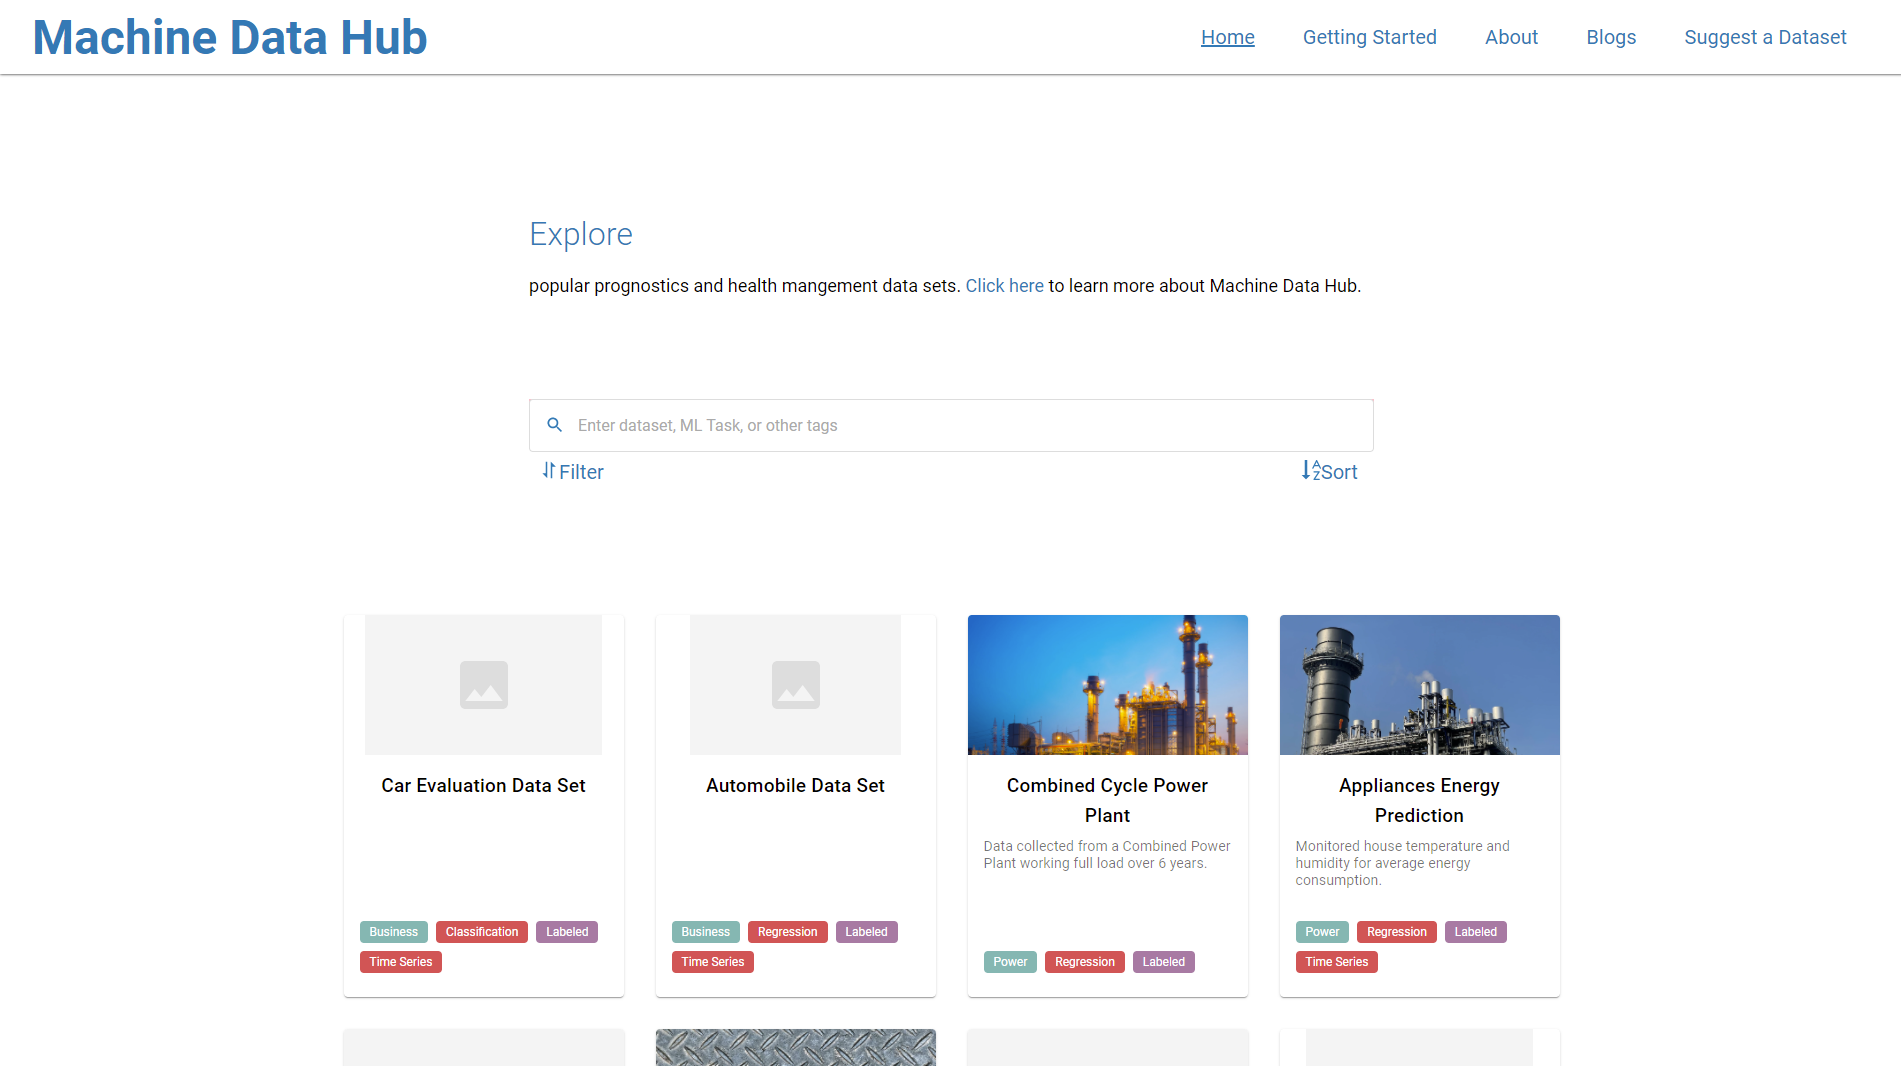 Machine Data Hub
Home
Getting Started
About
Blogs
Suggest a Dataset
Explore
popular prognostics and health mangement data sets. Click here to learn more about Machine Data Hub.
Enter dataset, ML Task, or other tags
Filter
Sort
Car Evaluation Data Set
Business
Classification
Labeled
Time Series
Automobile Data Set
Business
Regression
Labeled
Time Series
Combined Cycle Power
Plant
Data collected from a Combined Power
Plant working full load over 6 years.
Power
Regression
Labeled
Appliances Energy
Prediction
Monitored house temperature and
humidity for average energy
consumption.
Power
Regression
Labeled
Time Series